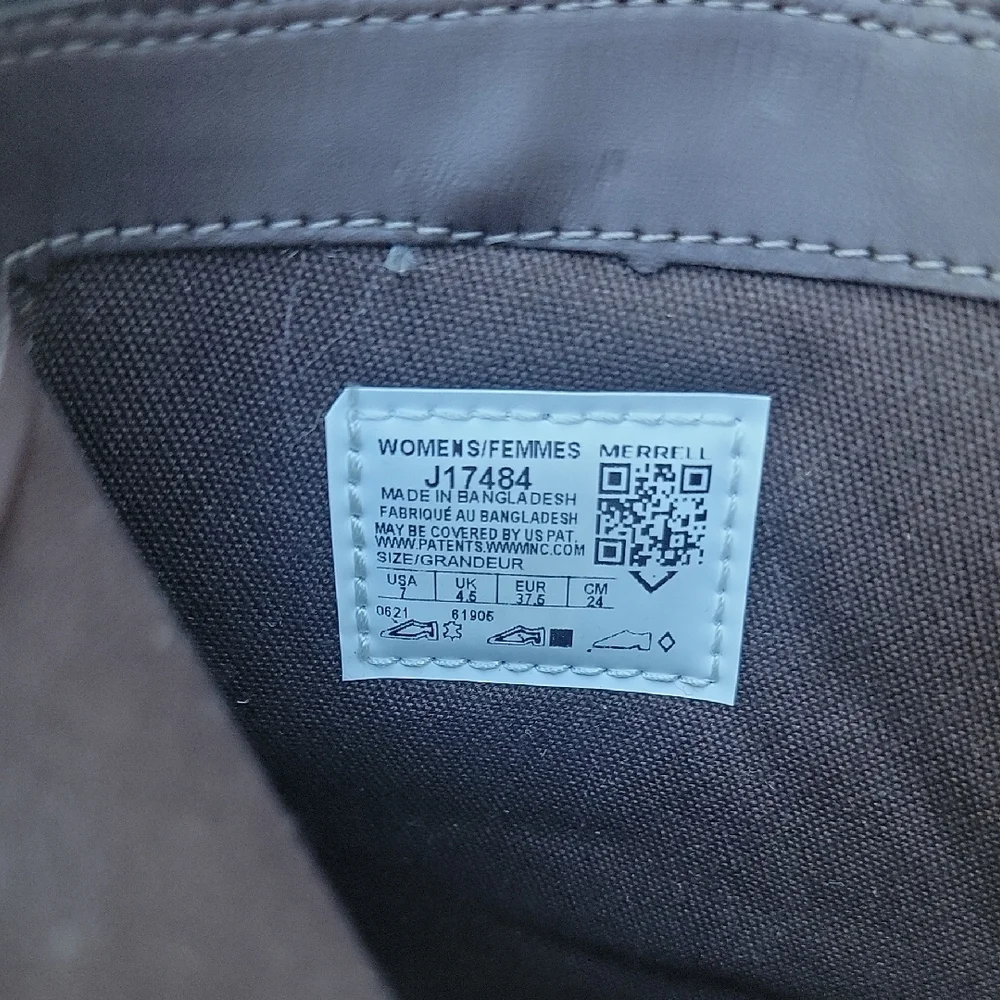 WOMENS/FEMMES
MERRELL
J17484
MADE IN BANGLADESH
FABRIQUÉ AU BANGLADESH
MAY BE COVERED BY US PAT.
WWW.PATENTS.WWWINC.COM
SIZE/GRANDEUR
USA UK EUR CM
7 4.5 37.5 24
0621 61905